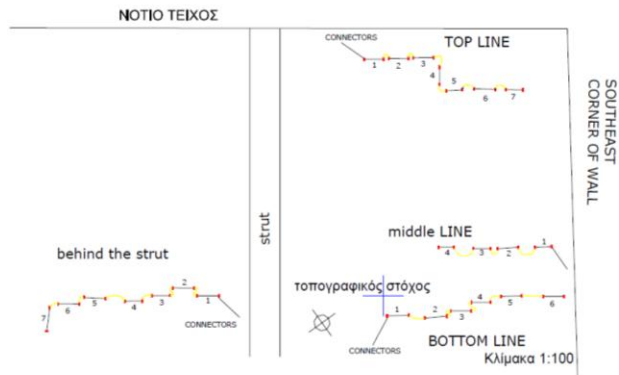 ΝΟΤΙΟ ΤΕΙΧΟΣ
CONNECTORS
TOP LINE
1 2 3
4
5 6 7
SOUTHEAST
CORNER OF WALL
strut
middle LINE
4 3 2 1
behind the strut
τοπογραφικός στόχος
7 6 5 4 3 2 1
CONNECTORS
1 2 3 4 5 6
CONNECTORS
BOTTOM LINE
Κλίμακα 1:100